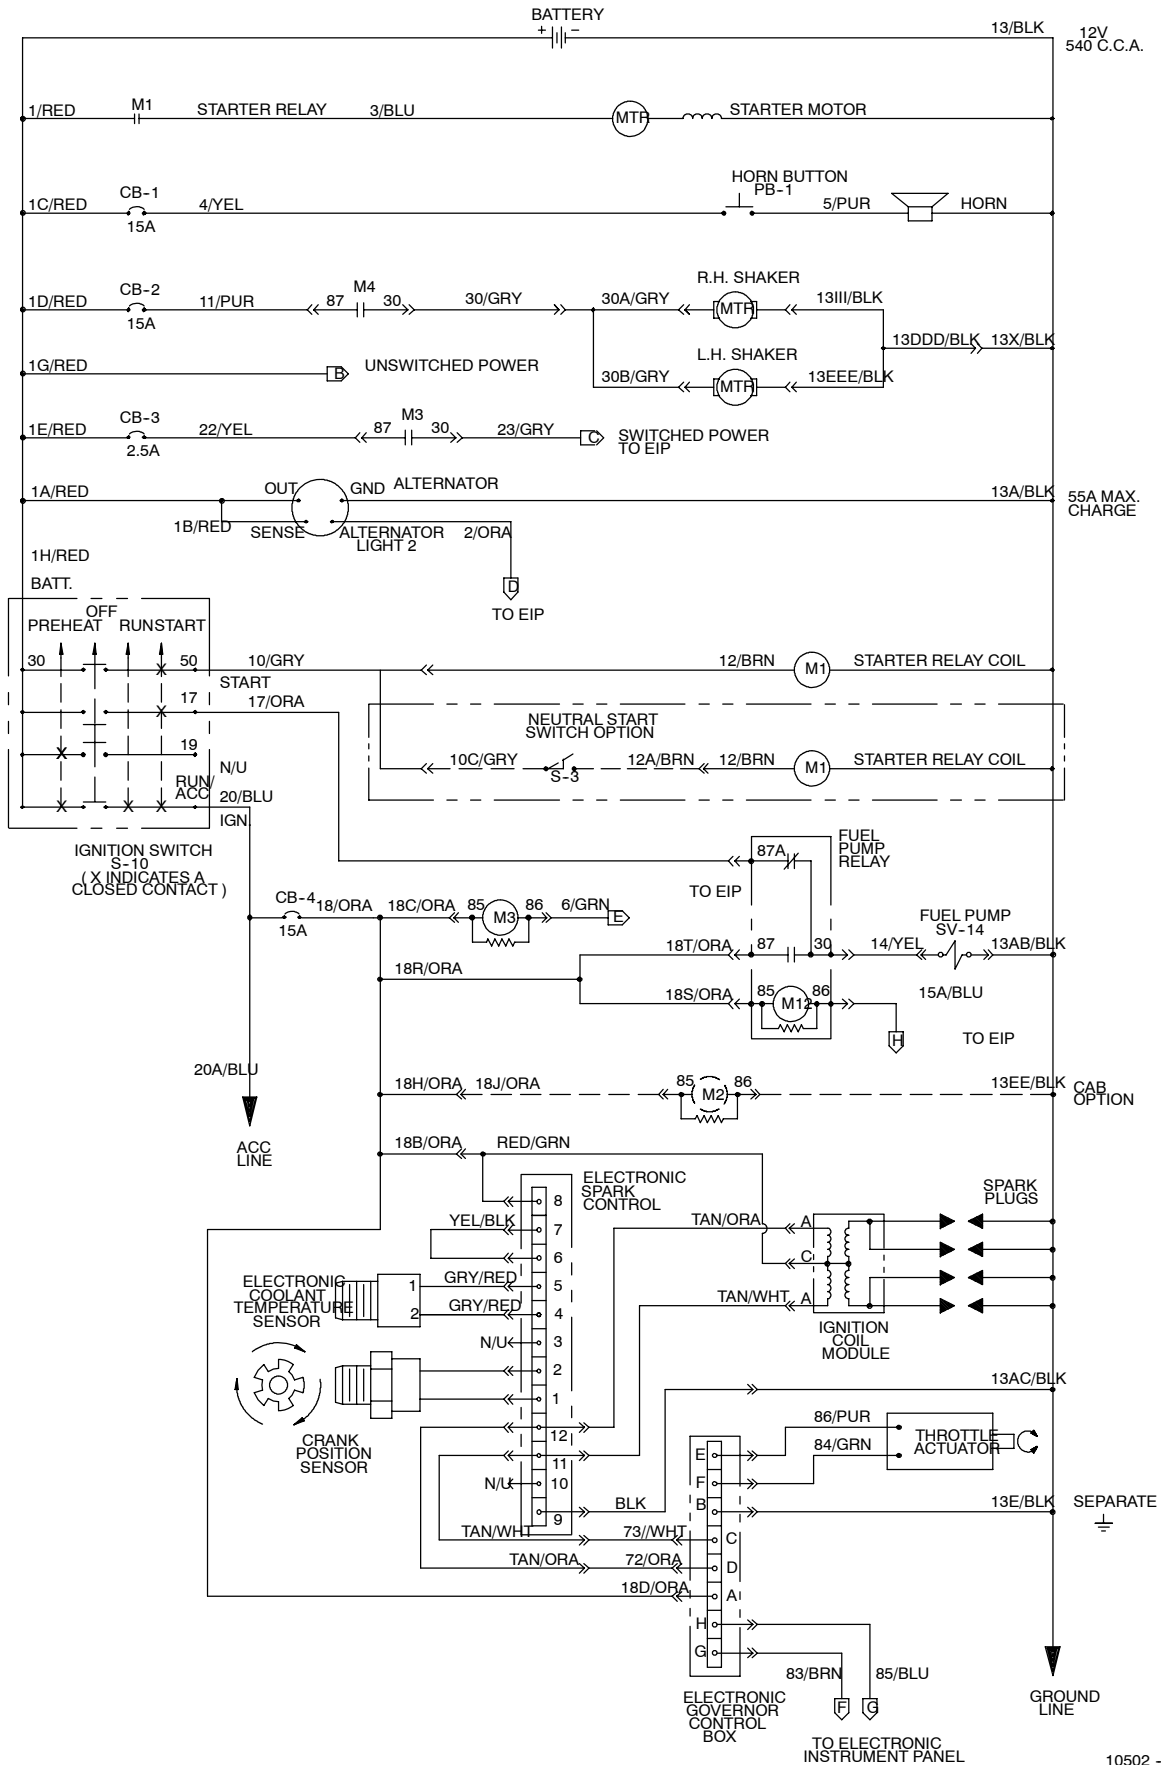 BATTERY
+ -
13/BLK
12V
540 C.C.A.
1/RED
M1
STARTER RELAY
3/BLU
MTR
STARTER MOTOR
HORN BUTTON
PB-1
1C/RED
CB-1
15A
4/YEL
5/PUR
HORN
1D/RED
CB-2
15A
11/PUR
87
M4
30
30/GRY
30A/GRY
R.H. SHAKER
MTR
13III/BLK
13DDD/BLK
13X/BLK
L.H. SHAKER
30B/GRY
MTR
13EEE/BLK
1G/RED
B
UNSWITCHED POWER
1E/RED
CB-3
2.5A
22/YEL
87
M3
30
23/GRY
C
SWITCHED POWER
TO EIP
1A/RED
OUT
GND
ALTERNATOR
13A/BLK
55A MAX.
CHARGE
1B/RED
SENSE
ALTERNATOR
LIGHT 2
2/ORA
D
TO EIP
1H/RED
BATT.
OFF
PREHEAT
RUN
START
30
50
10/GRY
START
12/BRN
M1
STARTER RELAY COIL
17
17/ORA
NEUTRAL START
SWITCH OPTION
19
N/U
10C/GRY
S-3
12A/BRN
12/BRN
M1
STARTER RELAY COIL
RUN/
ACC
20/BLU
IGN.
X
X
X
X
X
X
IGNITION SWITCH
S-10
( X INDICATES A
CLOSED CONTACT )
FUEL
PUMP
RELAY
87A
TO EIP
CB-4
15A
18/ORA
18C/ORA
85
M3
86
6/GRN
E
FUEL PUMP
SV-14
18T/ORA
87
30
14/YEL
13AB/BLK
18R/ORA
15A/BLU
18S/ORA
85
M12
86
H
TO EIP
20A/BLU
ACC
LINE
18H/ORA
18J/ORA
85
M2
86
13EE/BLK
CAB
OPTION
18B/ORA
RED/GRN
ELECTRONIC
SPARK
CONTROL
SPARK
PLUGS
8
YEL/BLK
7
6
TAN/ORA
A
C
TAN/WHT
A
IGNITION
COIL
MODULE
ELECTRONIC
COOLANT
TEMPERATURE
SENSOR
1
2
GRY/RED
5
GRY/RED
4
N/U
3
2
1
CRANK
POSITION
SENSOR
12
11
N/U
10
9
BLK
13AC/BLK
86/PUR
84/GRN
THROTTLE
ACTUATOR
E
F
B
13E/BLK
SEPARATE
TAN/WHT
73//WHT
C
TAN/ORA
72/ORA
D
18D/ORA
A
H
G
83/BRN
85/BLU
F
G
ELECTRONIC
GOVERNOR
CONTROL
BOX
TO ELECTRONIC
INSTRUMENT PANEL
GROUND
LINE
10502 -